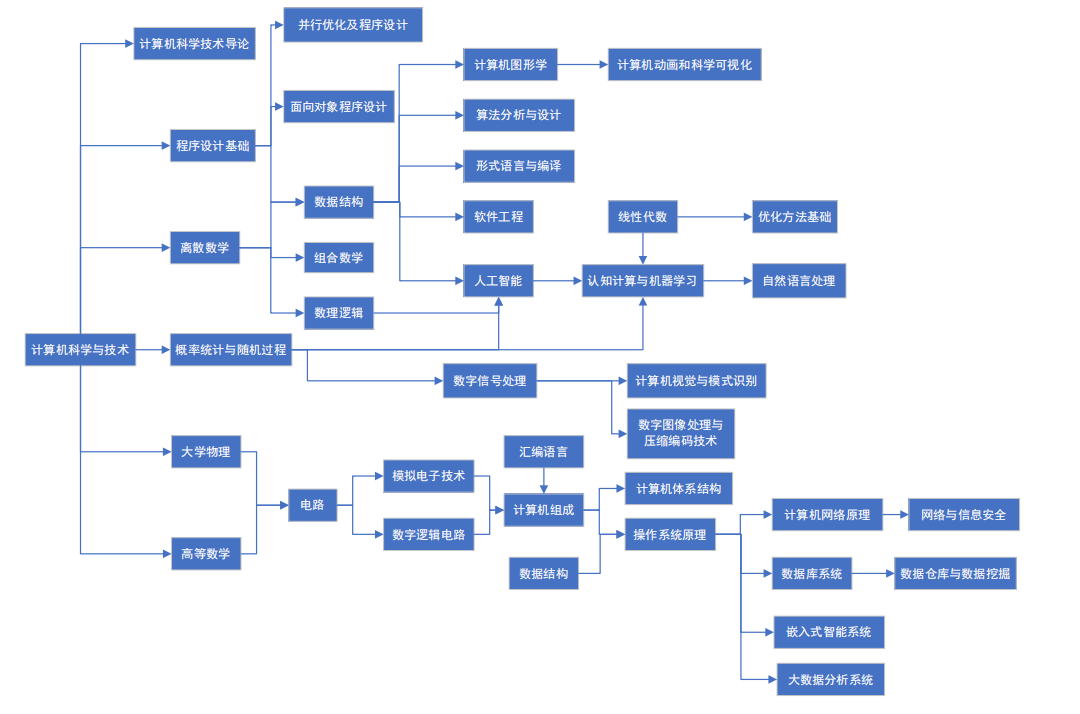 并行优化及程序设计
计算机科学技术导论
计算机图形学
计算机动画和科学可视化
面向对象程序设计
算法分析与设计
程序设计基础
形式语言与编译
数据结构
软件工程
线性代数
优化方法基础
离散数学
组合数学
人工智能
认知计算与机器学习
自然语言处理
数理逻辑
计算机科学与技术
概率统计与随机过程
数字信号处理
计算机视觉与模式识别
数字图像处理与
压缩编码技术
大学物理
汇编语言
模拟电子技术
计算机体系结构
电路
计算机组成
计算机网络原理
网络与信息安全
数字逻辑电路
操作系统原理
高等数学
数据结构
数据库系统
数据仓库与数据挖掘
嵌入式智能系统
大数据分析系统